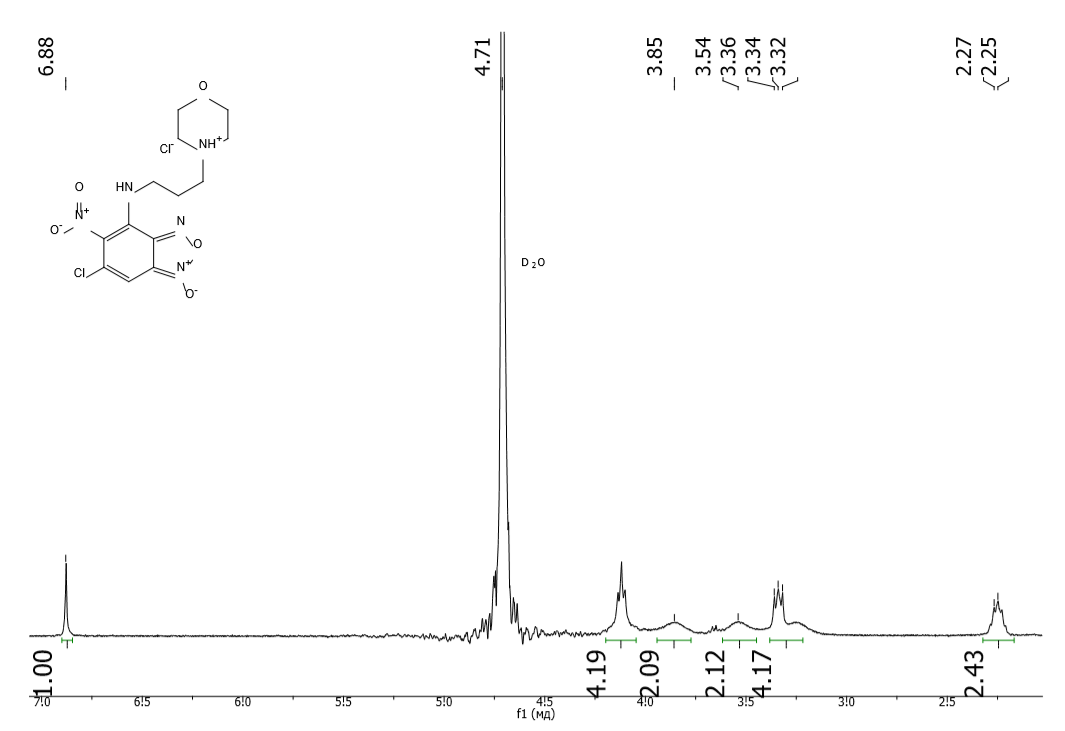 6.88
4.71
3.85
3.54
3.36
3.34
3.32
2.27
2.25
O
NH+
Cl-
HN
O
N+
O-
N
O
Cl
N+
O-
D2O
1.00
4.19
2.09
2.12
4.17
2.43
7.0 6.5 6.0 5.5 5.0 4.5 4.0 3.5 3.0 2.5
f1 (мд)